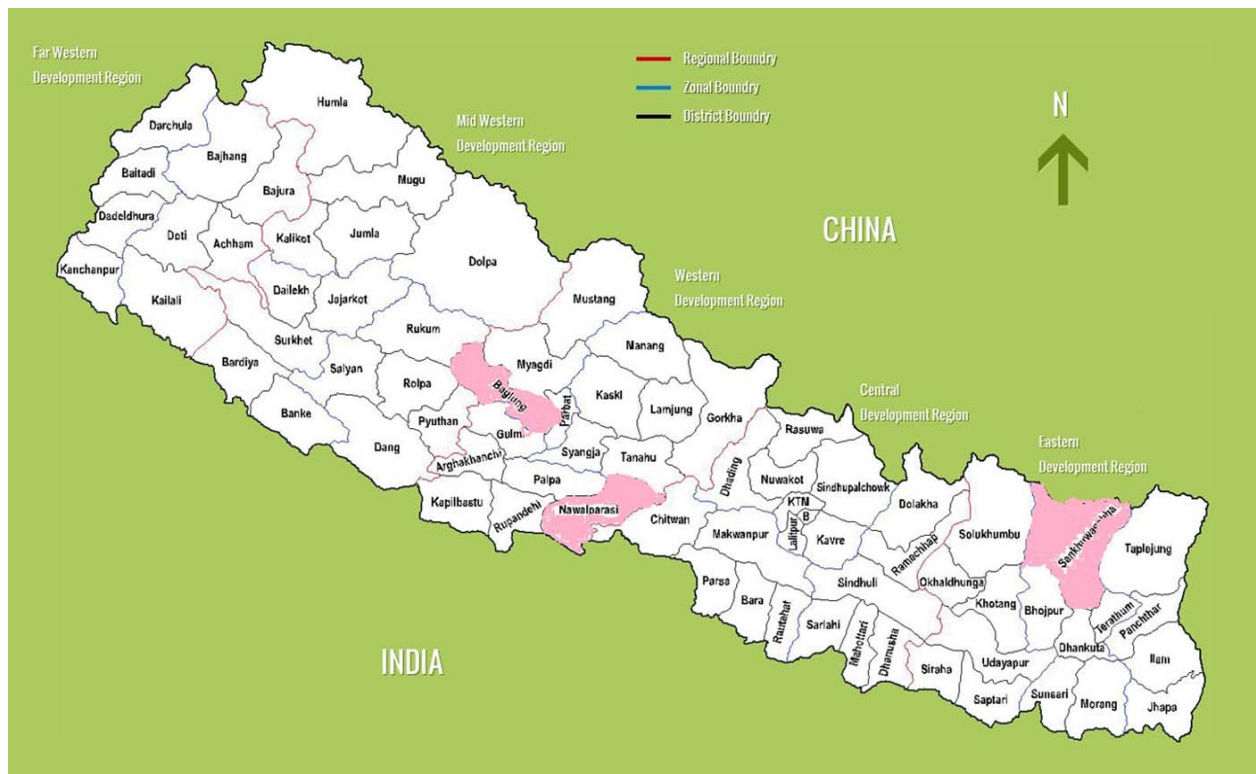 Far Western
Development Region
Regional Boundry
Zonal Boundry
District Boundry
N
Mid Western
Development Region
CHINA
Western
Development Region
Central
Development Region
Eastern
Development Region
INDIA
Humla
Darchula
Bajhang
Baitadi
Bajura
Mugu
Dadeldhura
Doti
Achham
Kalikot
Jumla
Kanchanpur
Dolpa
Kailali
Dailekh
Jajarkot
Mustang
Rukum
Surkhet
Manang
Bardiya
Salyan
Rolpa
Myagdi
Baglung
Parbat
Kaski
Lamjung
Gorkha
Banke
Pyuthan
Gulm
Dang
Arghakhanchi
Syangja
Tanahu
Rasuwa
Dhading
Nuwakot
Sindhupalchowk
Kapilbastu
Palpa
Rupandehi
Nawalparasi
Chitwan
KTM
B
Lalitpur
Kavre
Dolakha
Makwanpur
Ramechhap
Solukhumbu
Sankhuwasabha
Taplejung
Parsa
Bara
Rautahat
Sindhuli
Okhaldhunga
Khotang
Bhojpur
Terathum
Panchthar
Sarlahi
Mahottari
Dhanusha
Siraha
Udayapur
Dhankuta
Ilam
Saptari
Sunsari
Morang
Jhapa